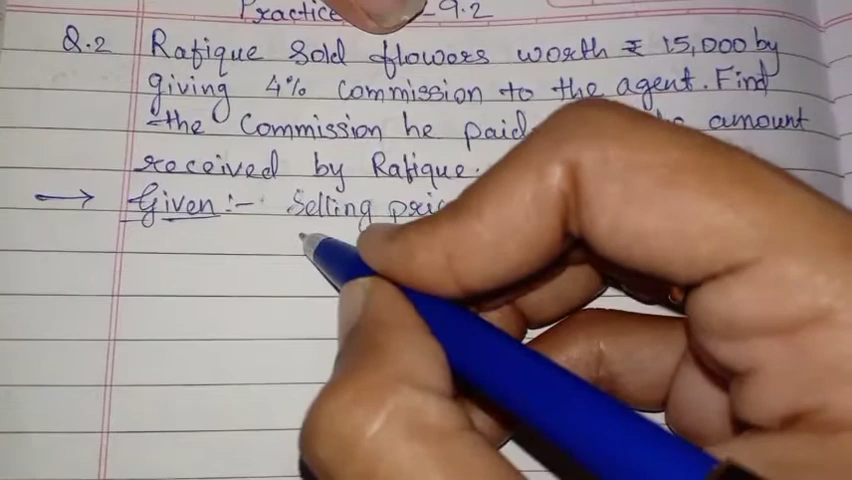 Practice 9.2
Q.2 Rafique Sold flowers worth ₹ 15,000 by
giving 4% Commission to the agent. Find
the Commission he paid amount
received by Rafique.
→ Given :- Selling